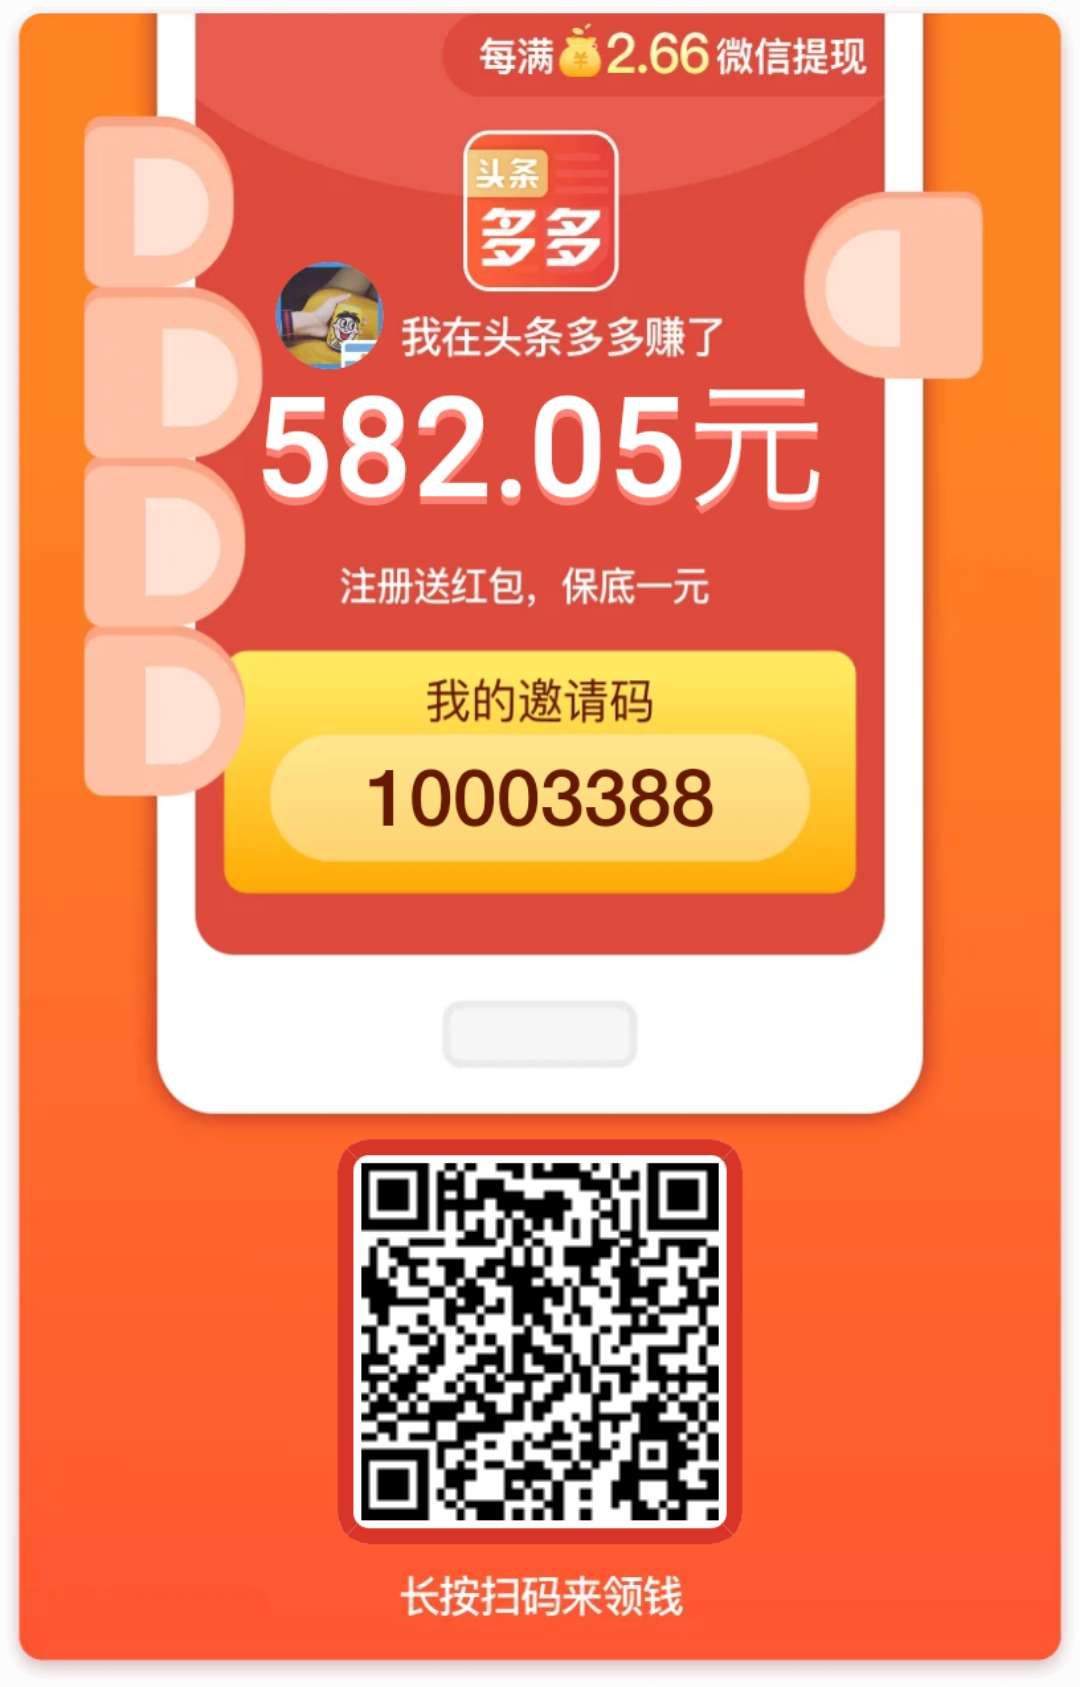 每满2.66微信提现
头条
多多
我在头条多多赚了
582.05元
注册送红包，保底一元
我的邀请码
10003388
长按扫码来领钱